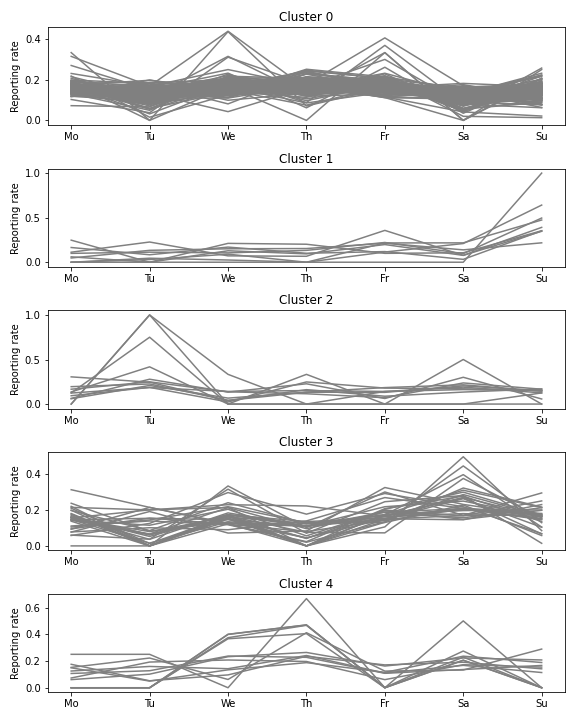 Cluster 0
Reporting rate
0.4
0.2
0.0
Mo Tu We Th Fr Sa Su
Cluster 1
Reporting rate
1.0
0.5
0.0
Mo Tu We Th Fr Sa Su
Cluster 2
Reporting rate
1.0
0.5
0.0
Mo Tu We Th Fr Sa Su
Cluster 3
Reporting rate
0.4
0.2
0.0
Mo Tu We Th Fr Sa Su
Cluster 4
Reporting rate
0.6
0.4
0.2
0.0
Mo Tu We Th Fr Sa Su